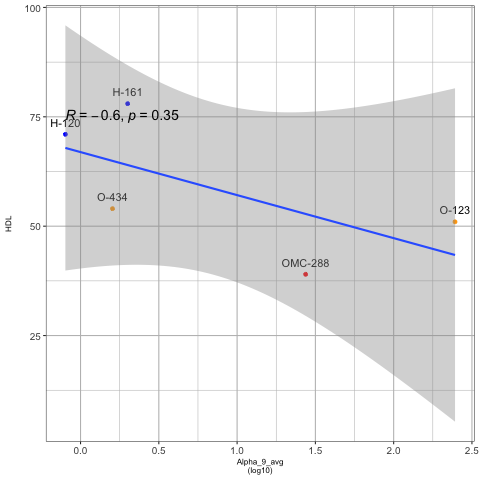 100
75
50
25
HDL
H-161
R = −0.6, p = 0.35
H-120
O-434
O-123
OMC-288
0.0 0.5 1.0 1.5 2.0 2.5
Alpha_9_avg
(log10)